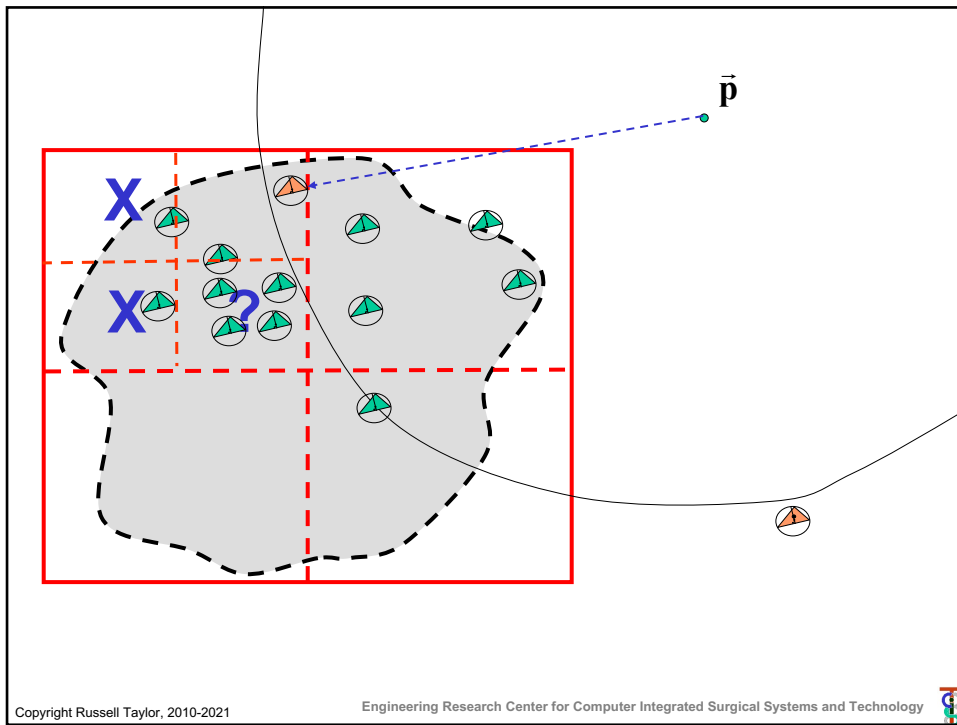 p
X
X
?
Copyright Russell Taylor, 2010-2021
Engineering Research Center for Computer Integrated Surgical Systems and Technology